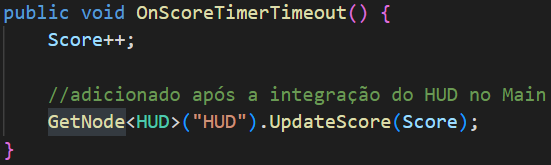 public void OnScoreTimerTimeout() {
Score++;
//adicionado após a integração do HUD no Main
GetNode<HUD>("HUD").UpdateScore(Score);
}